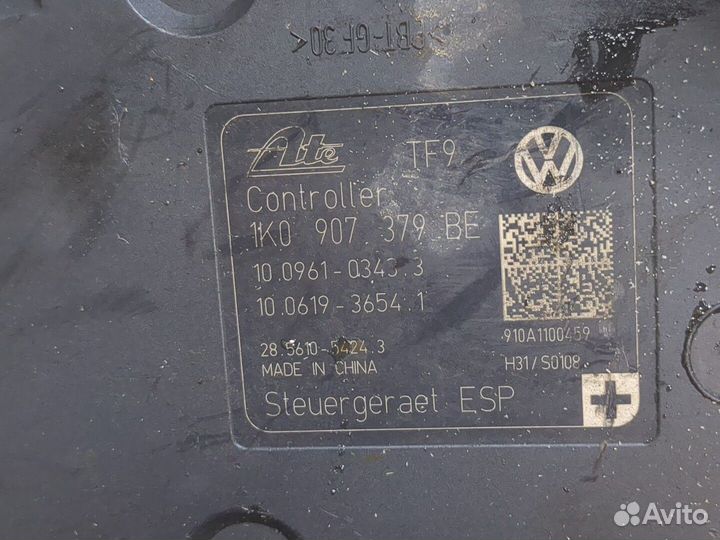 >PBT-GF30<
Ate TF9
Controller
1K0 907 379 BE
10.0961-0343.3
10.0619-3654.1
910A1100459
28.5610-5424.3
H31/S0108
MADE IN CHINA
Steuergeraet ESP
Avito